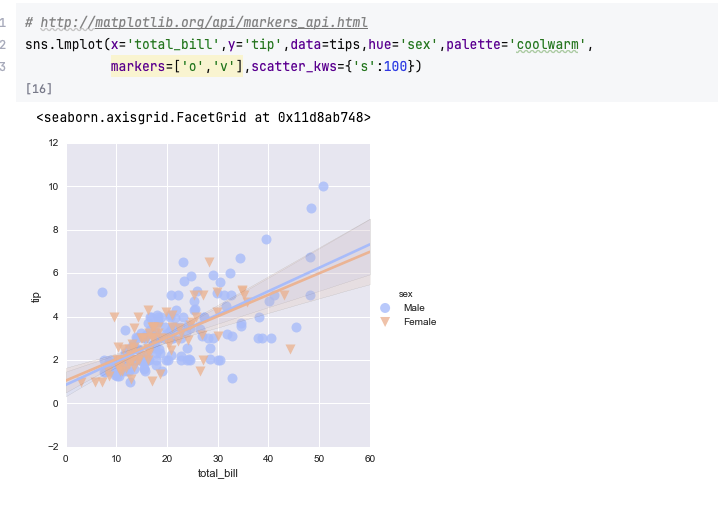 1 # http://matplotlib.org/api/markers_api.html
2 sns.lmplot(x='total_bill',y='tip',data=tips,hue='sex',palette='coolwarm',
3 markers=['o','v'],scatter_kws={'s':100})
[16]
<seaborn.axisgrid.FacetGrid at 0x11d8ab748>
12
10
8
6
tip
4
2
0
−2
0 10 20 30 40 50 60
total_bill
sex
Male
Female